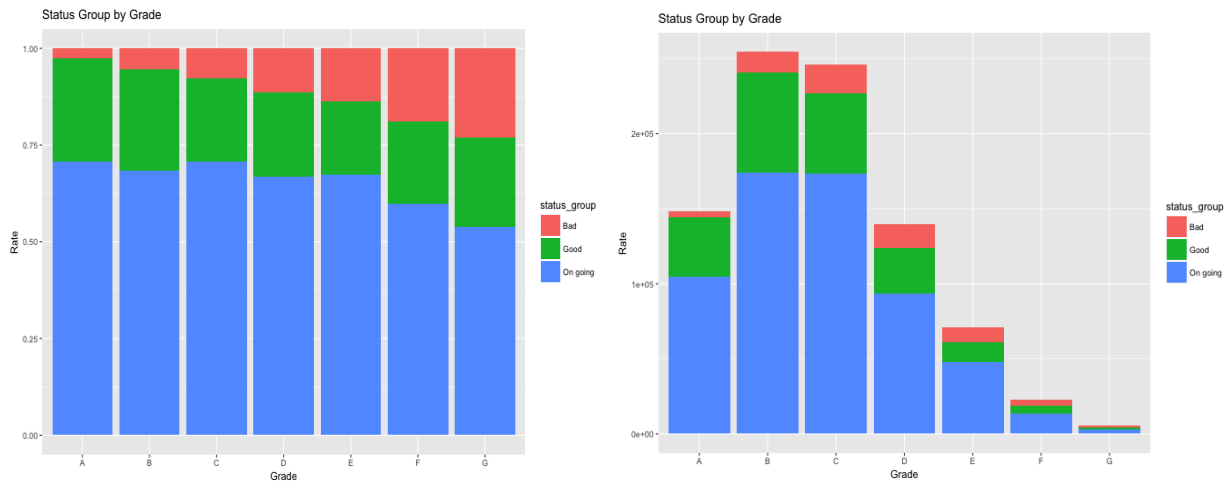 Status Group by Grade
1.00
0.75
0.50
0.25
0.00
Rate
A B C D E F G
Grade
status_group
Bad
Good
On going
Status Group by Grade
2e+05
1e+05
0e+00
Rate
A B C D E F G
Grade
status_group
Bad
Good
On going